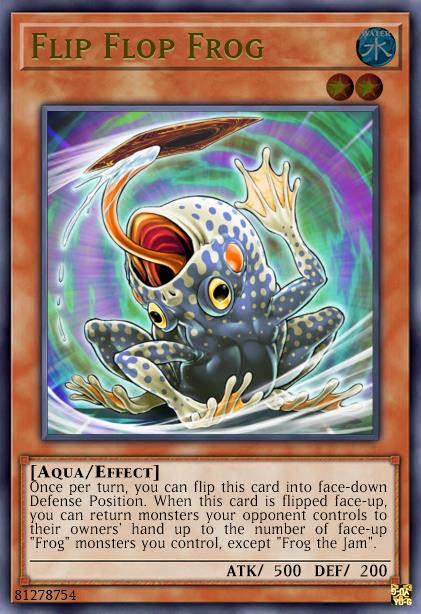 Flip Flop Frog
WATER
水
[Aqua/Effect]
Once per turn, you can flip this card into face-down
Defense Position. When this card is flipped face-up,
you can return monsters your opponent controls to
their owners' hand up to the number of face-up
"Frog" monsters you control, except "Frog the Jam".
ATK/ 500 DEF/ 200
81278754